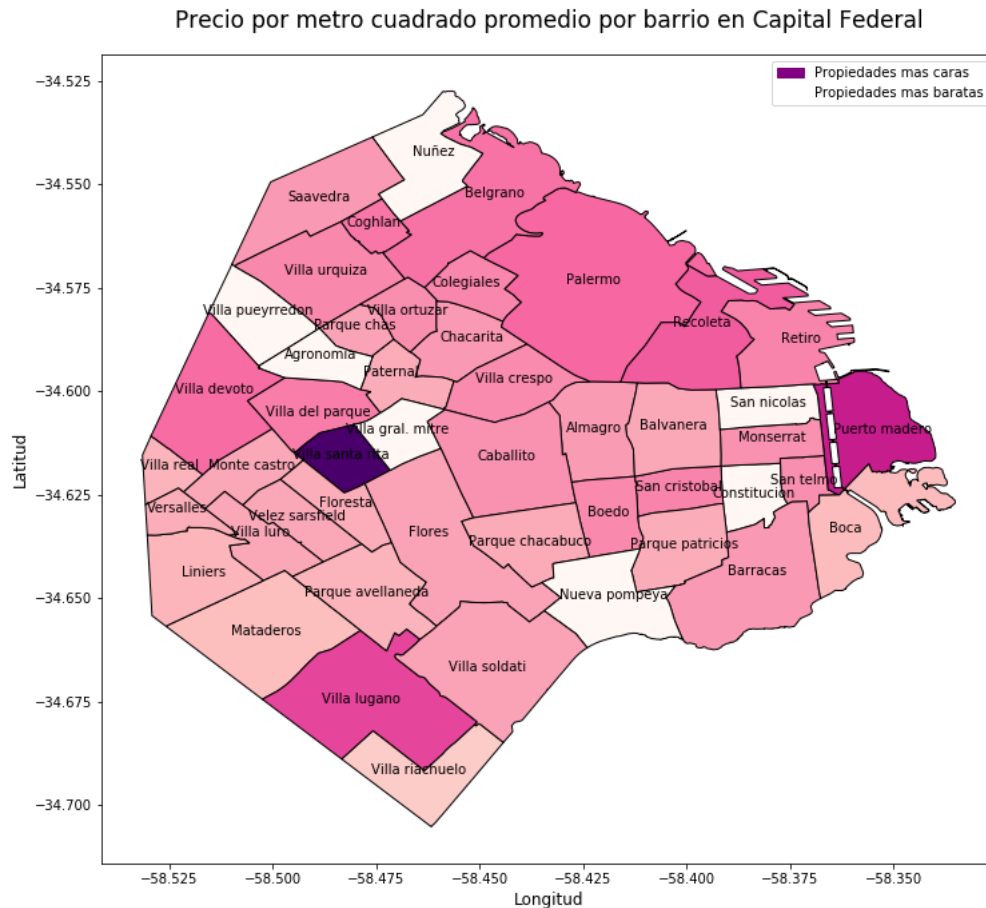 Precio por metro cuadrado promedio por barrio en Capital Federal
Propiedades mas caras
Propiedades mas baratas
Latitud
−34.525
−34.550
−34.575
−34.600
−34.625
−34.650
−34.675
−34.700
Nuñez
Saavedra
Belgrano
Coghlan
Villa urquiza
Colegiales
Palermo
Villa pueyrredon
Villa ortuzar
Parque chas
Chacarita
Recoleta
Retiro
Agronomia
Paternal
Villa crespo
Villa devoto
Villa del parque
San nicolas
Villa gral. mitre
Almagro
Balvanera
Monserrat
Puerto madero
Villa santa rita
Caballito
Villa real
Monte castro
San telmo
San cristobal
Constitucion
Floresta
Versalles
Velez sarsfield
Villa luro
Flores
Boedo
Boca
Parque chacabuco
Parque patricios
Liniers
Barracas
Parque avellaneda
Nueva pompeya
Mataderos
Villa soldati
Villa lugano
Villa riachuelo
−58.525
−58.500
−58.475
−58.450
−58.425
−58.400
−58.375
−58.350
Longitud